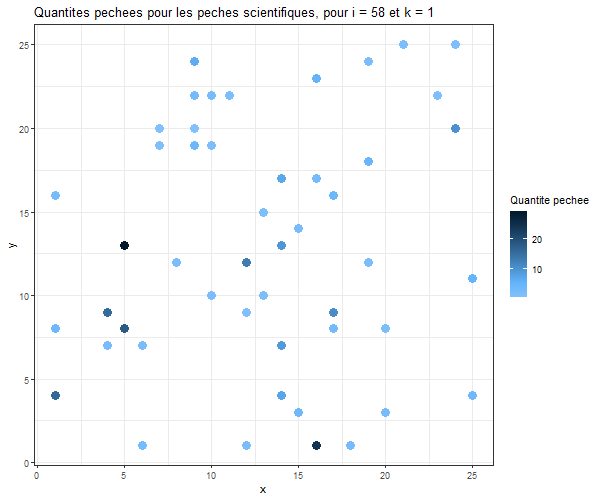 Quantites pechees pour les peches scientifiques, pour i = 58 et k = 1
25
20
15
10
5
0
y
0 5 10 15 20 25
x
Quantite pechee
20
10